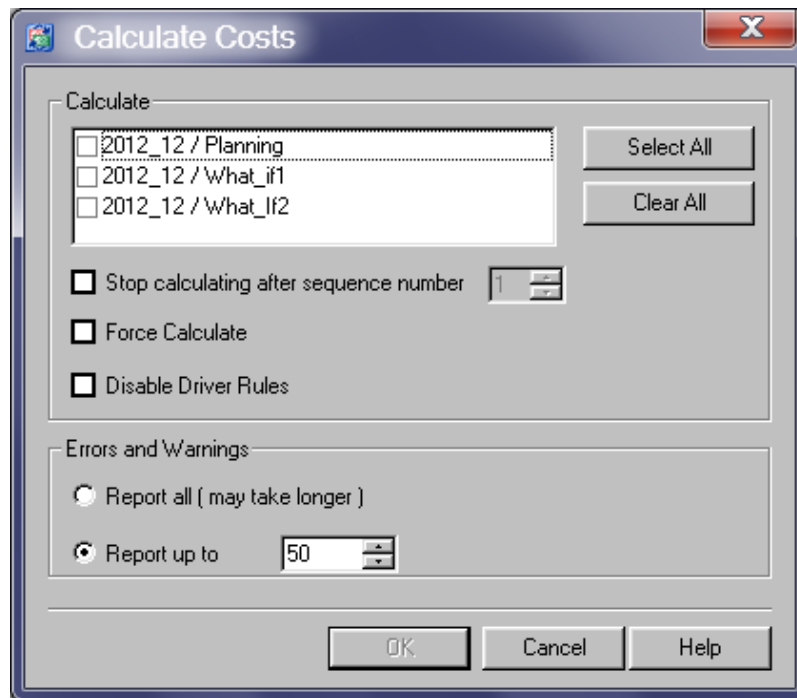 Calculate Costs
Calculate
2012_12 / Planning
2012_12 / What_if1
2012_12 / What_If2
Select All
Clear All
Stop calculating after sequence number 1
Force Calculate
Disable Driver Rules
Errors and Warnings
Report all ( may take longer )
Report up to 50
OK Cancel Help